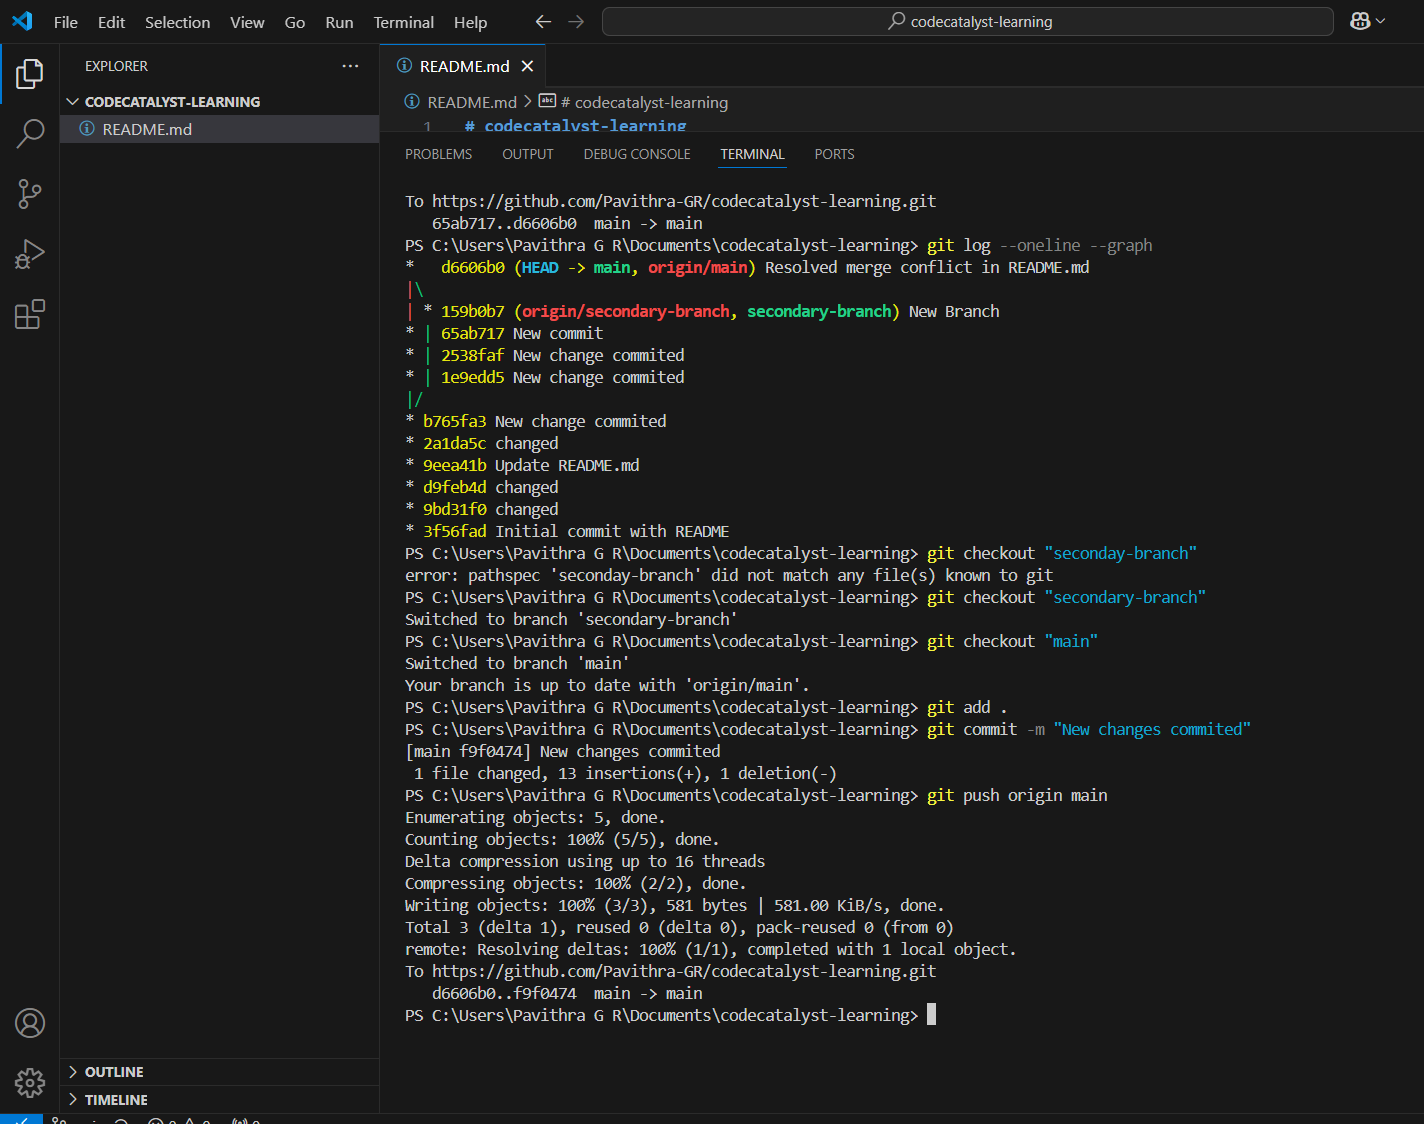 File Edit Selection View Go Run Terminal Help codecatalyst-learning
EXPLORER
README.md
CODECATALYST-LEARNING
README.md
README.md > # codecatalyst-learning
1 # codecatalyst-learning
PROBLEMS OUTPUT DEBUG CONSOLE TERMINAL PORTS
To https://github.com/Pavithra-GR/codecatalyst-learning.git
65ab717..d6606b0 main -> main
PS C:\Users\Pavithra G R\Documents\codecatalyst-learning> git log --oneline --graph
*   d6606b0 (HEAD -> main, origin/main) Resolved merge conflict in README.md
|\
| * 159b0b7 (origin/secondary-branch, secondary-branch) New Branch
* | 65ab717 New commit
* | 2538faf New change commited
* | 1e9edd5 New change commited
|/
* b765fa3 New change commited
* 2a1da5c changed
* 9eea41b Update README.md
* d9feb4d changed
* 9bd31f0 changed
* 3f56fad Initial commit with README
PS C:\Users\Pavithra G R\Documents\codecatalyst-learning> git checkout "seconday-branch"
error: pathspec 'seconday-branch' did not match any file(s) known to git
PS C:\Users\Pavithra G R\Documents\codecatalyst-learning> git checkout "secondary-branch"
Switched to branch 'secondary-branch'
PS C:\Users\Pavithra G R\Documents\codecatalyst-learning> git checkout "main"
Switched to branch 'main'
Your branch is up to date with 'origin/main'.
PS C:\Users\Pavithra G R\Documents\codecatalyst-learning> git add .
PS C:\Users\Pavithra G R\Documents\codecatalyst-learning> git commit -m "New changes commited"
[main f9f0474] New changes commited
1 file changed, 13 insertions(+), 1 deletion(-)
PS C:\Users\Pavithra G R\Documents\codecatalyst-learning> git push origin main
Enumerating objects: 5, done.
Counting objects: 100% (5/5), done.
Delta compression using up to 16 threads
Compressing objects: 100% (2/2), done.
Writing objects: 100% (3/3), 581 bytes | 581.00 KiB/s, done.
Total 3 (delta 1), reused 0 (delta 0), pack-reused 0 (from 0)
remote: Resolving deltas: 100% (1/1), completed with 1 local object.
To https://github.com/Pavithra-GR/codecatalyst-learning.git
d6606b0..f9f0474 main -> main
PS C:\Users\Pavithra G R\Documents\codecatalyst-learning>
OUTLINE
TIMELINE